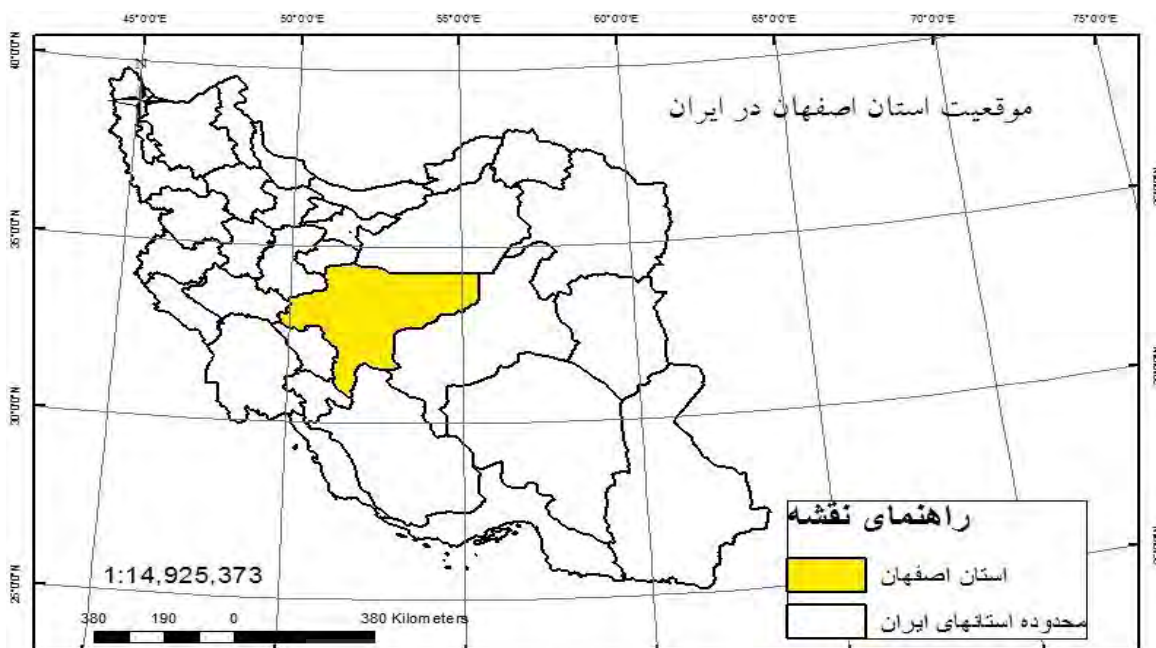 45°0'0"E 50°0'0"E 55°0'0"E 60°0'0"E 65°0'0"E 70°0'0"E 75°0'0"E
40°0'0"N
موقعیت استان اصفهان در ایران
35°0'0"N
30°0'0"N
25°0'0"N
1:14,925,373
380 190 0 380 Kilometers
راهنمای نقشه
استان اصفهان
محدوده استانهای ایران